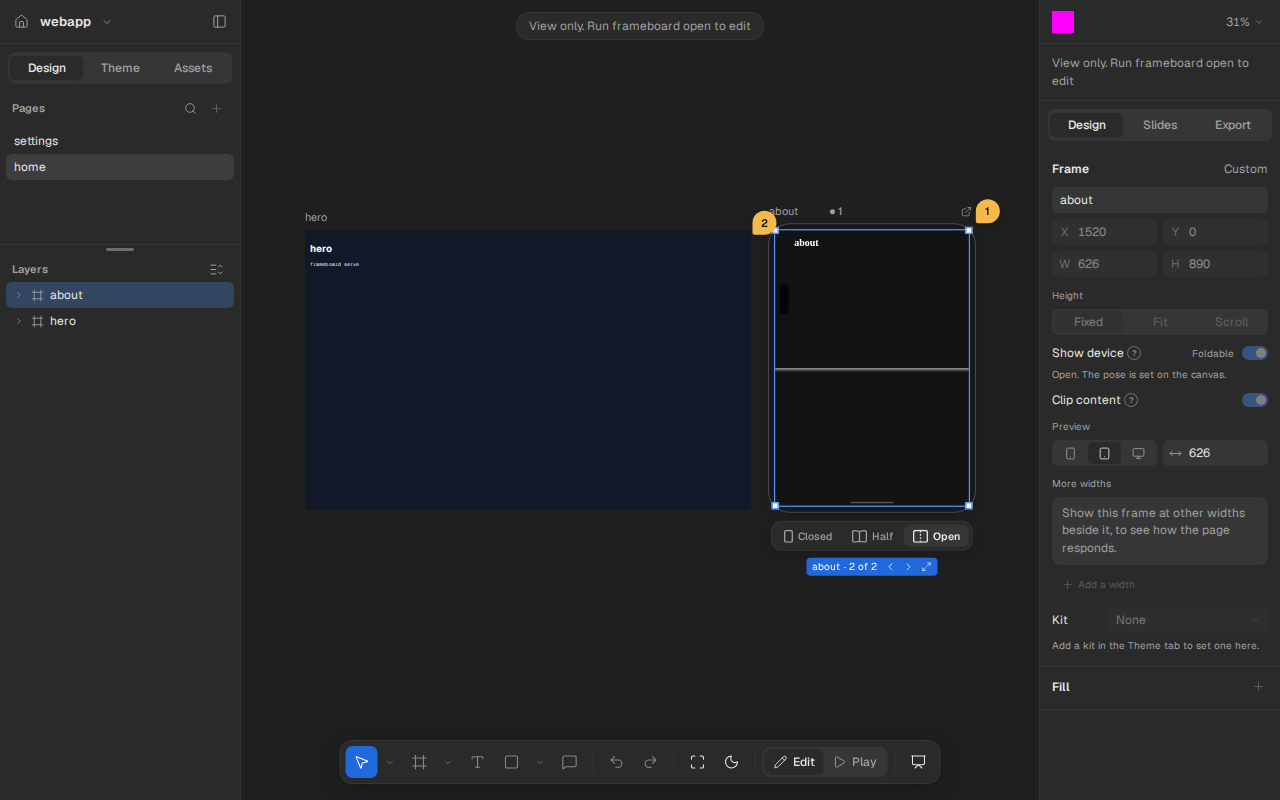 webapp
Design
Theme
Assets
Pages
settings
home
Layers
about
hero
View only. Run frameboard open to edit
hero
hero
frameboard serve
about
1
1
2
about
Closed
Half
Open
about · 2 of 2
Edit
Play
31%
View only. Run frameboard open to
edit
Design
Slides
Export
Frame
Custom
about
X 1520
Y 0
W 626
H 890
Height
Fixed
Fit
Scroll
Show device ?
Foldable
Open. The pose is set on the canvas.
Clip content ?
Preview
626
More widths
Show this frame at other widths
beside it, to see how the page
responds.
Add a width
Kit
None
Add a kit in the Theme tab to set one here.
Fill